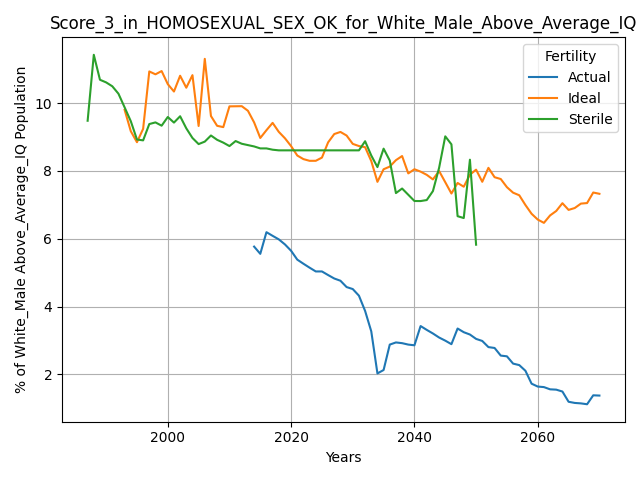 Score_3_in_HOMOSEXUAL_SEX_OK_for_White_Male_Above_Average_IQ
Fertility
Actual
Ideal
Sterile
% of White_Male Above_Average_IQ Population
10
8
6
4
2
2000 2020 2040 2060
Years